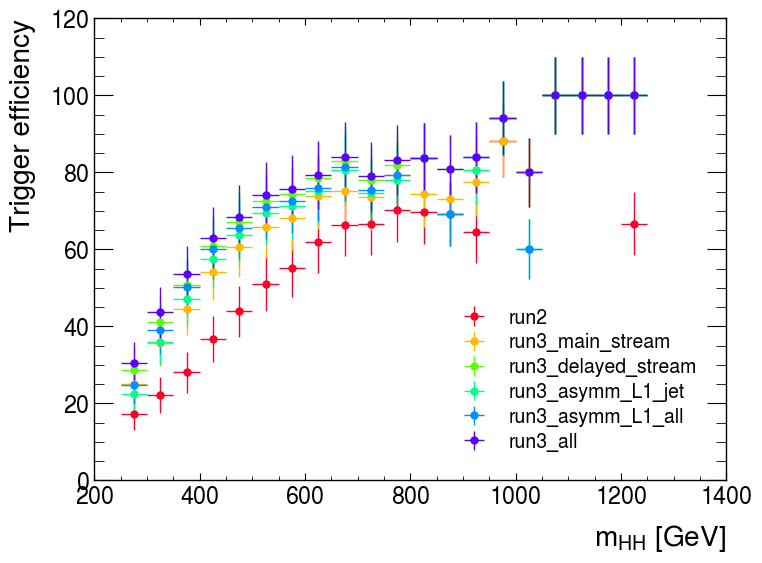 Trigger efficiency
120
100
80
60
40
20
0
200 400 600 800 1000 1200 1400
m_HH [GeV]
run2
run3_main_stream
run3_delayed_stream
run3_asymm_L1_jet
run3_asymm_L1_all
run3_all